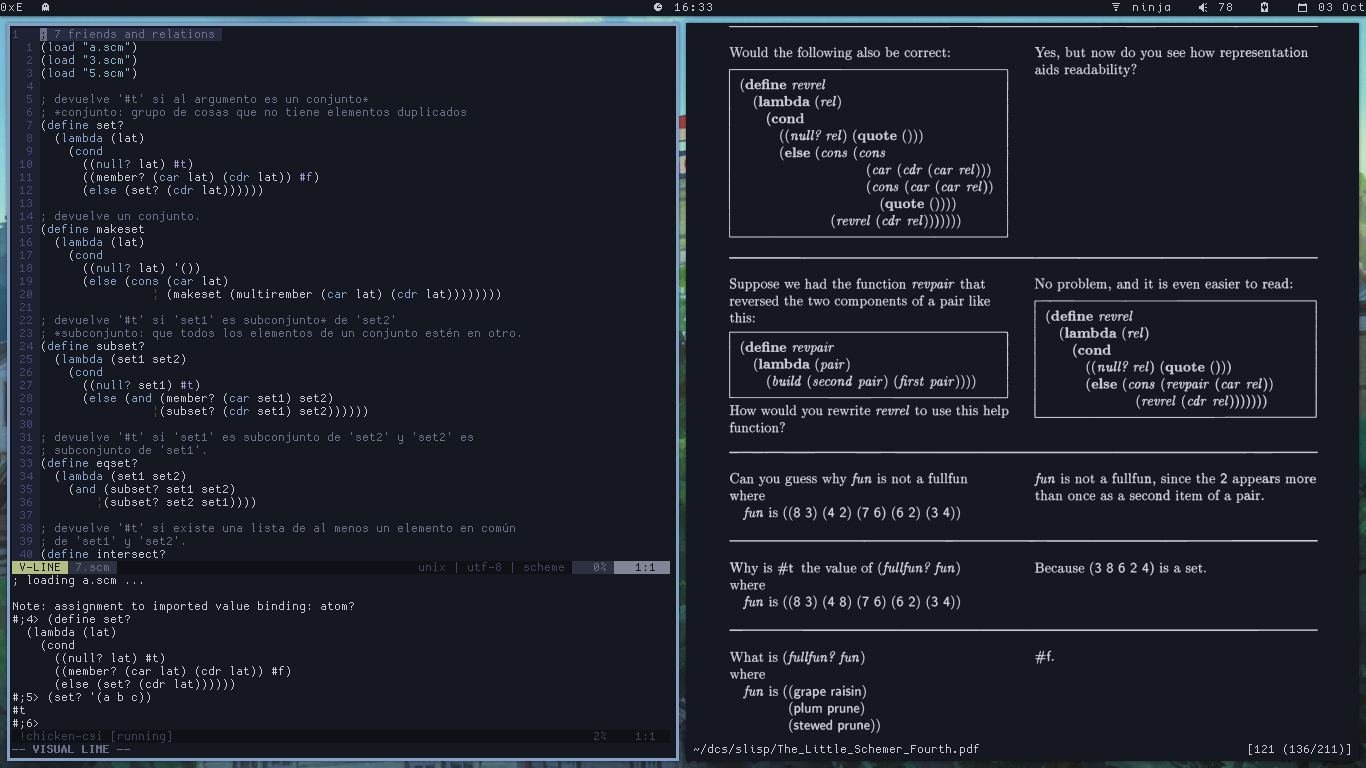 0xE
16:33
ninja
78
03 Oct
1 ; 7 friends and relations
1 (load "a.scm")
2 (load "3.scm")
3 (load "5.scm")
4
5 ; devuelve '#t' si al argumento es un conjunto*
6 ; *conjunto: grupo de cosas que no tiene elementos duplicados
7 (define set?
8 (lambda (lat)
9 (cond
10 ((null? lat) #t)
11 ((member? (car lat) (cdr lat)) #f)
12 (else (set? (cdr lat))))))
13
14 ; devuelve un conjunto.
15 (define makeset
16 (lambda (lat)
17 (cond
18 ((null? lat) '())
19 (else (cons (car lat)
20 ¦ (makeset (multirember (car lat) (cdr lat))))))))
21
22 ; devuelve '#t' si 'set1' es subconjunto* de 'set2'
23 ; *subconjunto: que todos los elementos de un conjunto estén en otro.
24 (define subset?
25 (lambda (set1 set2)
26 (cond
27 ((null? set1) #t)
28 (else (and (member? (car set1) set2)
29 ¦(subset? (cdr set1) set2))))))
30
31 ; devuelve '#t' si 'set1' es subconjunto de 'set2' y 'set2' es
32 ; subconjunto de 'set1'.
33 (define eqset?
34 (lambda (set1 set2)
35 (and (subset? set1 set2)
36 ¦(subset? set2 set1))))
37
38 ; devuelve '#t' si existe una lista de al menos un elemento en común
39 ; de 'set1' y 'set2'.
40 (define intersect?
V-LINE 7.scm unix | utf-8 | scheme 0% 1:1
; loading a.scm ...
Note: assignment to imported value binding: atom?
#;4> (define set?
(lambda (lat)
(cond
((null? lat) #t)
((member? (car lat) (cdr lat)) #f)
(else (set? (cdr lat))))))
#;5> (set? '(a b c))
#t
#;6>
!chicken-csi [running] 2% 1:1
-- VISUAL LINE --
Would the following also be correct:
(define revrel
(lambda (rel)
(cond
((null? rel) (quote ()))
(else (cons (cons
(car (cdr (car rel)))
(cons (car (car rel))
(quote ())))
(revrel (cdr rel)))))))
Yes, but now do you see how representation
aids readability?
Suppose we had the function revpair that
reversed the two components of a pair like
this:
(define revpair
(lambda (pair)
(build (second pair) (first pair))))
How would you rewrite revrel to use this help
function?
No problem, and it is even easier to read:
(define revrel
(lambda (rel)
(cond
((null? rel) (quote ()))
(else (cons (revpair (car rel))
(revrel (cdr rel)))))))
Can you guess why fun is not a fullfun
where
fun is ((8 3) (4 2) (7 6) (6 2) (3 4))
fun is not a fullfun, since the 2 appears more
than once as a second item of a pair.
Why is #t the value of (fullfun? fun)
where
fun is ((8 3) (4 8) (7 6) (6 2) (3 4))
Because (3 8 6 2 4) is a set.
What is (fullfun? fun)
where
fun is ((grape raisin)
(plum prune)
(stewed prune))
#f.
~/dcs/slisp/The_Little_Schemer_Fourth.pdf
[121 (136/211)]